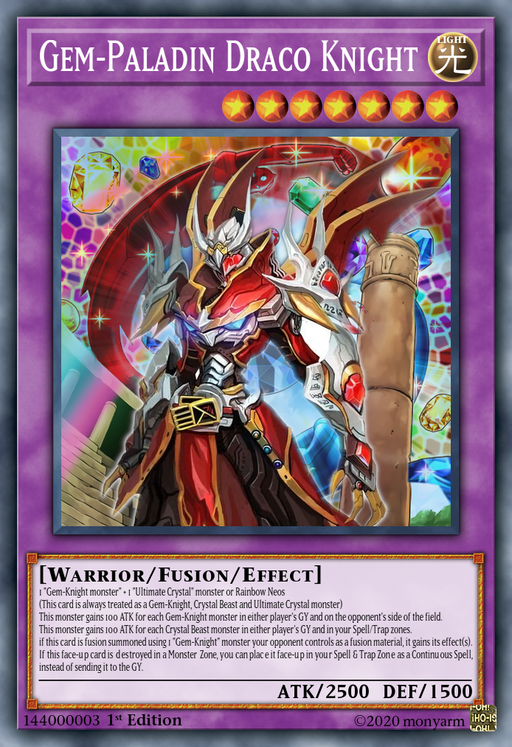 Gem-Paladin Draco Knight
LIGHT
光
[Warrior/Fusion/Effect]
1 "Gem-Knight monster" + 1 "Ultimate Crystal" monster or Rainbow Neos
(This card is always treated as a Gem-Knight, Crystal Beast and Ultimate Crystal monster)
This monster gains 100 ATK for each Gem-Knight monster in either player's GY and on the opponent's side of the field.
This monster gains 100 ATK for each Crystal Beast monster in either player's GY and in your Spell/Trap zones.
if this card is fusion summoned using 1 "Gem-Knight" monster your opponent controls as a fusion material, it gains its effect(s).
If this face-up card is destroyed in a Monster Zone, you can place it face-up in your Spell & Trap Zone as a Continuous Spell,
instead of sending it to the GY.
ATK/2500 DEF/1500
144000003 1st Edition
©2020 monyarm